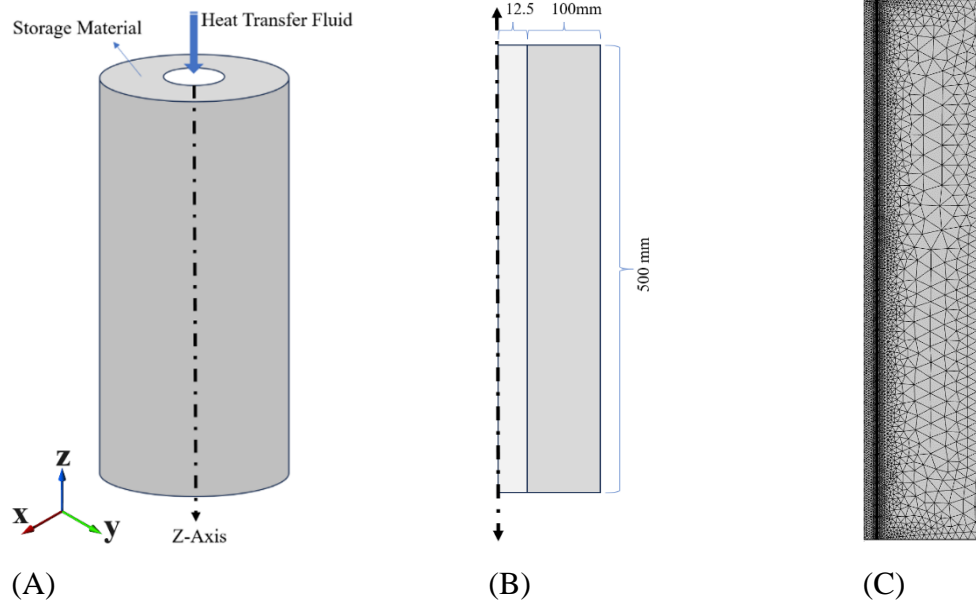 Heat Transfer Fluid
Storage Material
z
x
y
Z-Axis
(A)
12.5
100mm
500 mm
(B)
(C)